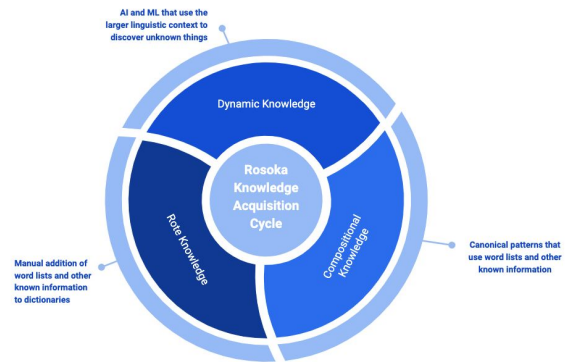 AI and ML that use the
larger linguistic context to
discover unknown things
Dynamic Knowledge
Rosoka
Knowledge
Acquisition
Cycle
Rote Knowledge
Compositional
Knowledge
Manual addition of
word lists and other
known information
to dictionaries
Canonical patterns that
use word lists and other
known information